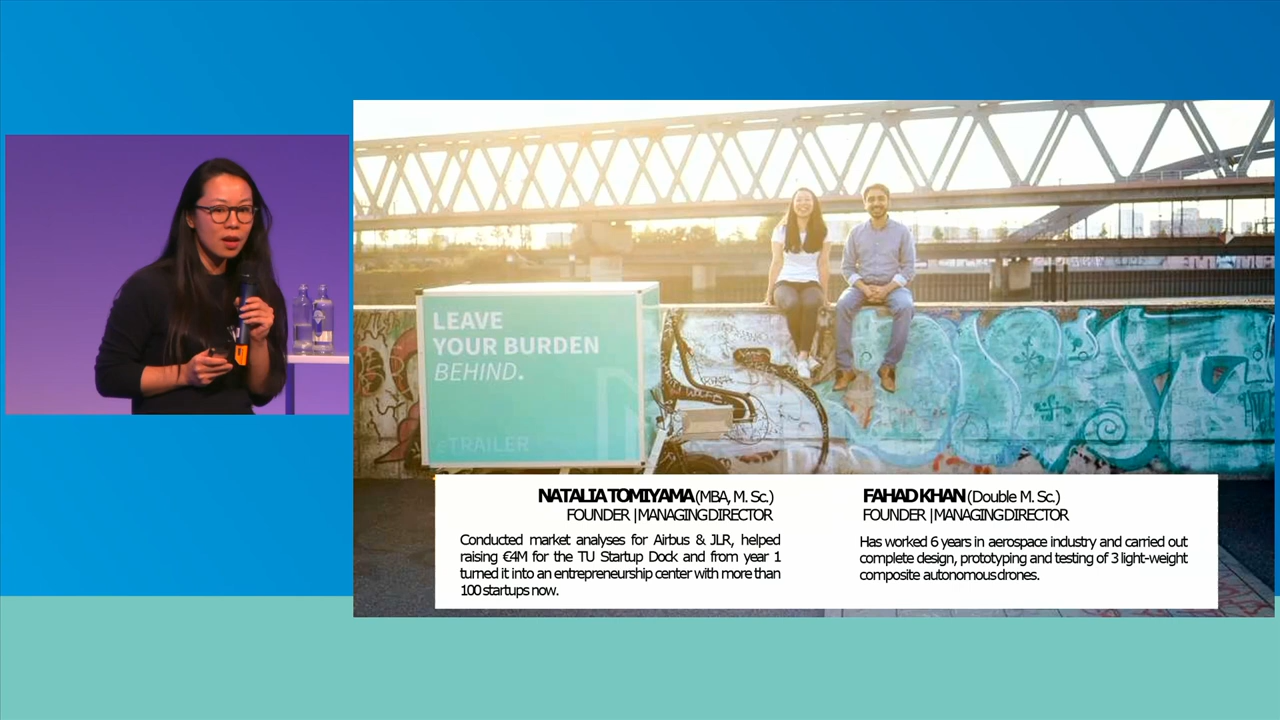 LEAVE
YOUR BURDEN
BEHIND.
eTRAILER
NATALIA TOMIYAMA (MBA, M. Sc.)
FOUNDER | MANAGING DIRECTOR
Conducted market analyses for Airbus & JLR, helped
raising €4M for the TU Startup Dock and from year 1
turned it into an entrepreneurship center with more than
100 startups now.
FAHAD KHAN (Double M. Sc.)
FOUNDER | MANAGING DIRECTOR
Has worked 6 years in aerospace industry and carried out
complete design, prototyping and testing of 3 light-weight
composite autonomous drones.